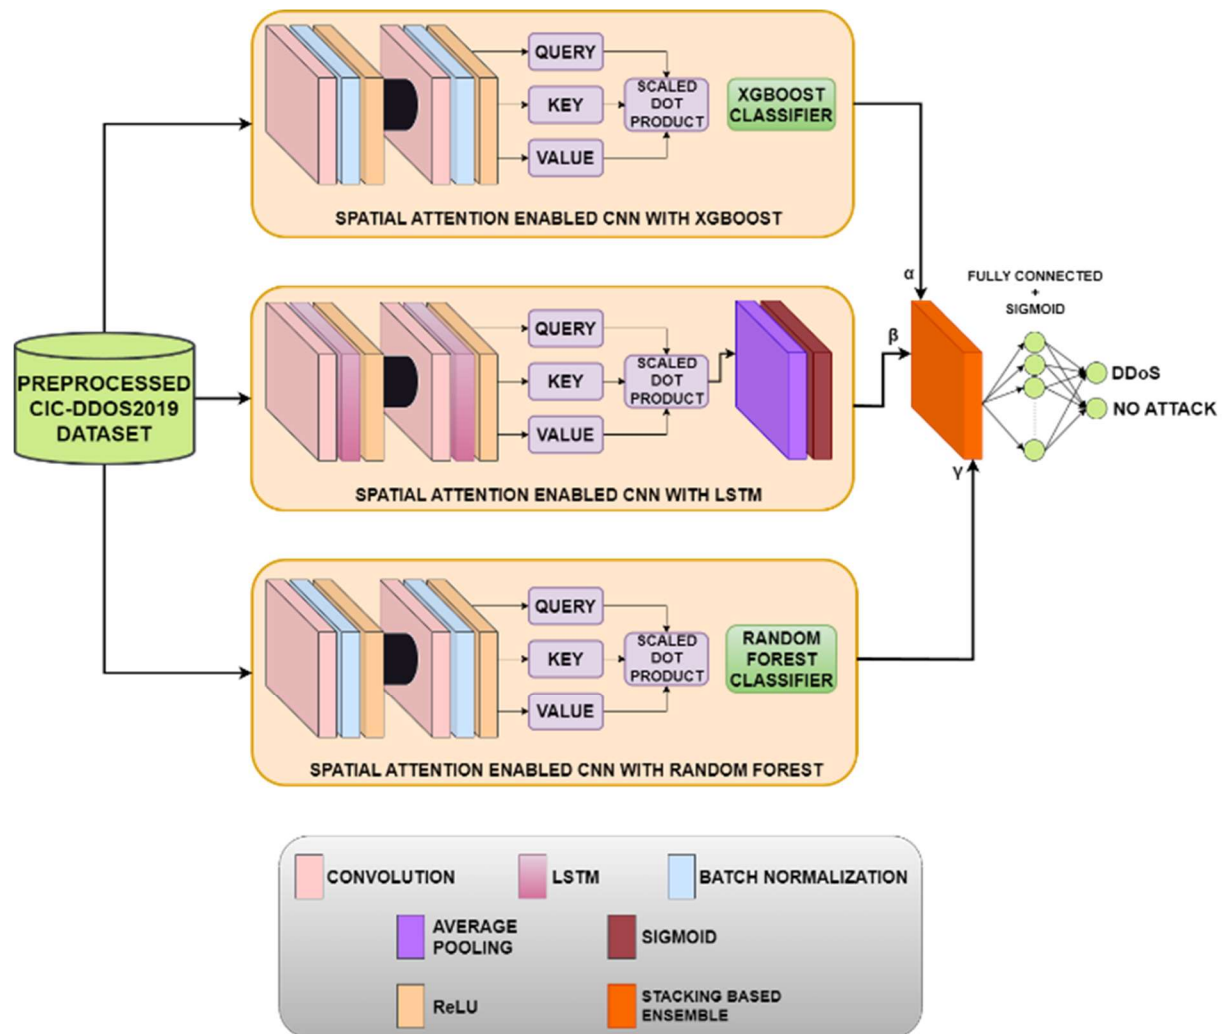 QUERY
KEY
VALUE
SCALED
DOT
PRODUCT
XGBOOST
CLASSIFIER
SPATIAL ATTENTION ENABLED CNN WITH XGBOOST
PREPROCESSED
CIC-DDOS2019
DATASET
QUERY
KEY
VALUE
SCALED
DOT
PRODUCT
SPATIAL ATTENTION ENABLED CNN WITH LSTM
α
β
γ
FULLY CONNECTED
+
SIGMOID
DDoS
NO ATTACK
QUERY
KEY
VALUE
SCALED
DOT
PRODUCT
RANDOM
FOREST
CLASSIFIER
SPATIAL ATTENTION ENABLED CNN WITH RANDOM FOREST
CONVOLUTION
LSTM
BATCH NORMALIZATION
AVERAGE
POOLING
SIGMOID
ReLU
STACKING BASED
ENSEMBLE